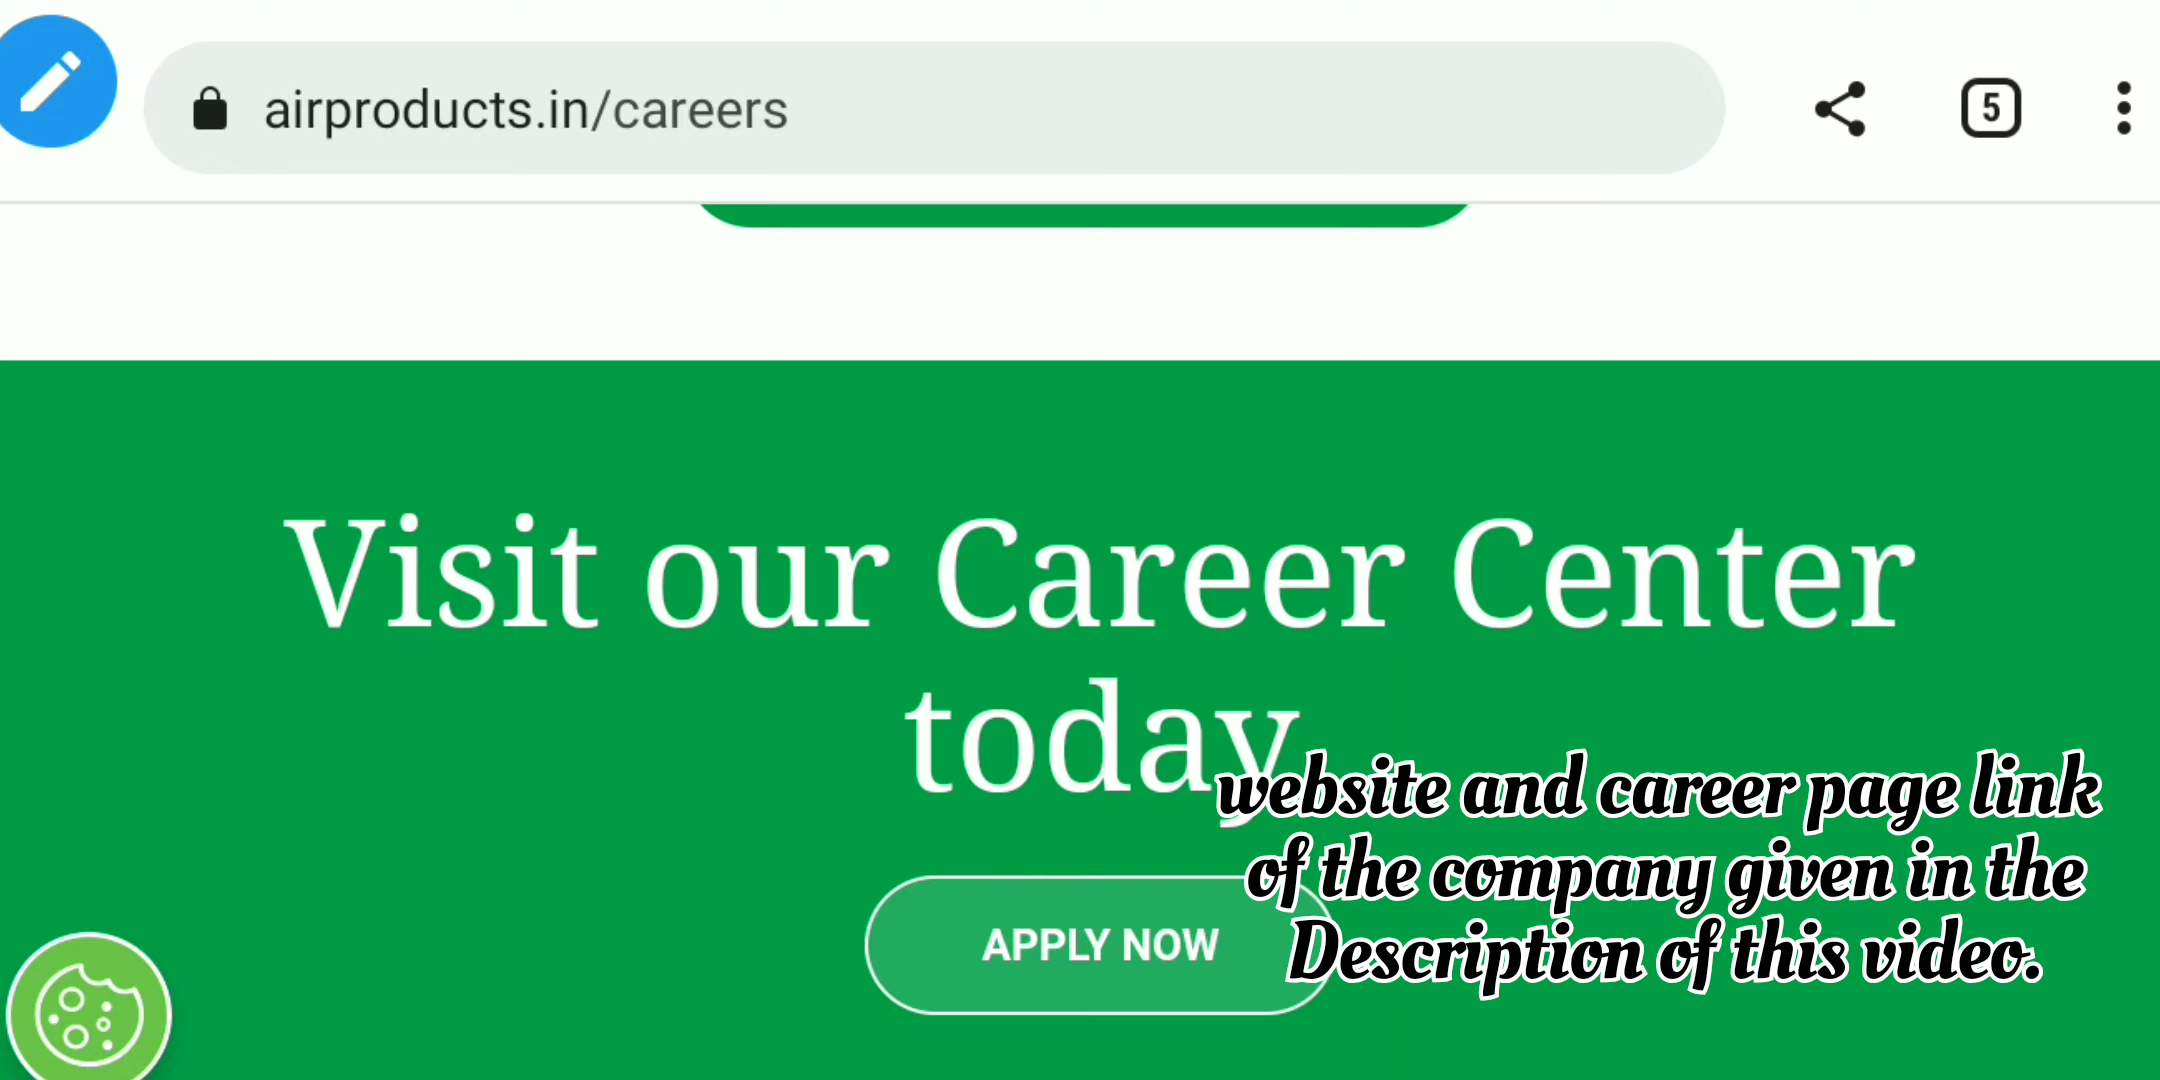 airproducts.in/careers
5
Visit our Career Center
today
website and career page link
of the company given in the
Description of this video.
APPLY NOW